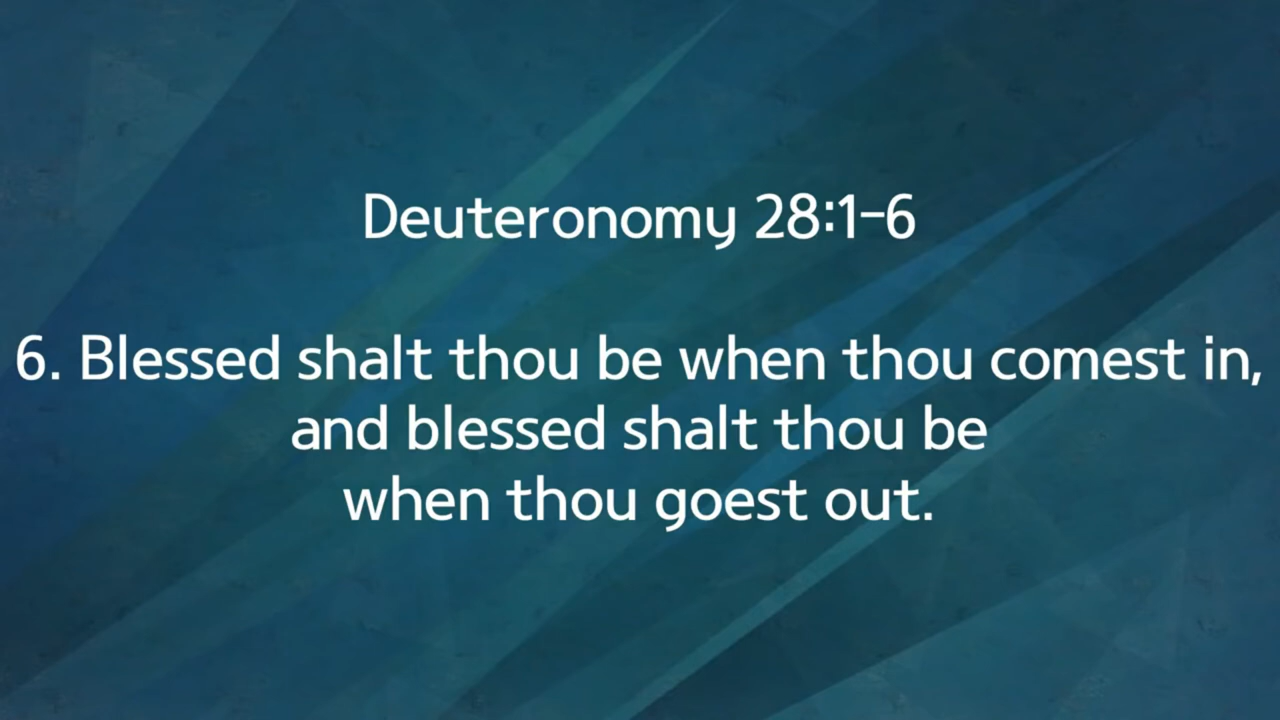 Deuteronomy 28:1-6
6. Blessed shalt thou be when thou comest in,
and blessed shalt thou be
when thou goest out.